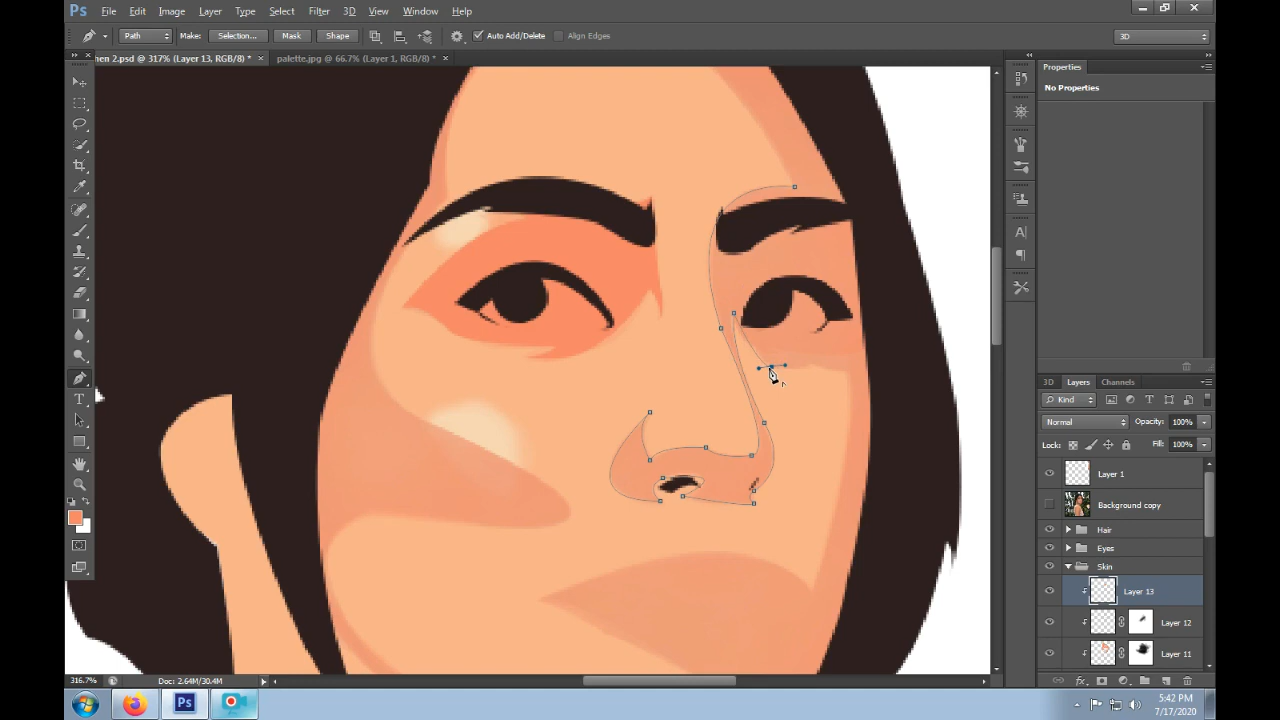 Ps File Edit Image Layer Type Select Filter 3D View Window Help
Path Make: Selection... Mask Shape Auto Add/Delete Align Edges 3D
hen 2.psd @ 317% (Layer 13, RGB/8) * × palette.jpg @ 66.7% (Layer 1, RGB/8) * ×
Properties
No Properties
3D Layers Channels
Kind
Normal Opacity: 100%
Lock: Fill: 100%
Layer 1
Background copy
Hair
Eyes
Skin
Layer 13
Layer 12
Layer 11
316.7% Doc: 2.64M/30.4M
Ps
5:42 PM
7/17/2020